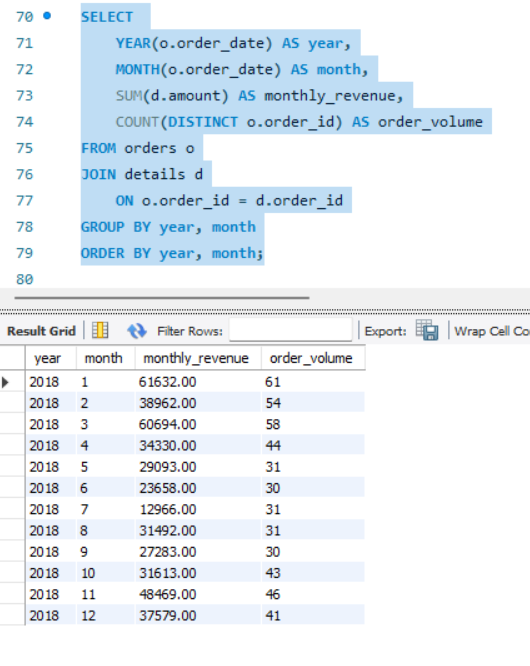 70 SELECT
71 YEAR(o.order_date) AS year,
72 MONTH(o.order_date) AS month,
73 SUM(d.amount) AS monthly_revenue,
74 COUNT(DISTINCT o.order_id) AS order_volume
75 FROM orders o
76 JOIN details d
77 ON o.order_id = d.order_id
78 GROUP BY year, month
79 ORDER BY year, month;
80
Result Grid Filter Rows: Export: Wrap Cell Co
year month monthly_revenue order_volume
2018 1 61632.00 61
2018 2 38962.00 54
2018 3 60694.00 58
2018 4 34330.00 44
2018 5 29093.00 31
2018 6 23658.00 30
2018 7 12966.00 31
2018 8 31492.00 31
2018 9 27283.00 30
2018 10 31613.00 43
2018 11 48469.00 46
2018 12 37579.00 41